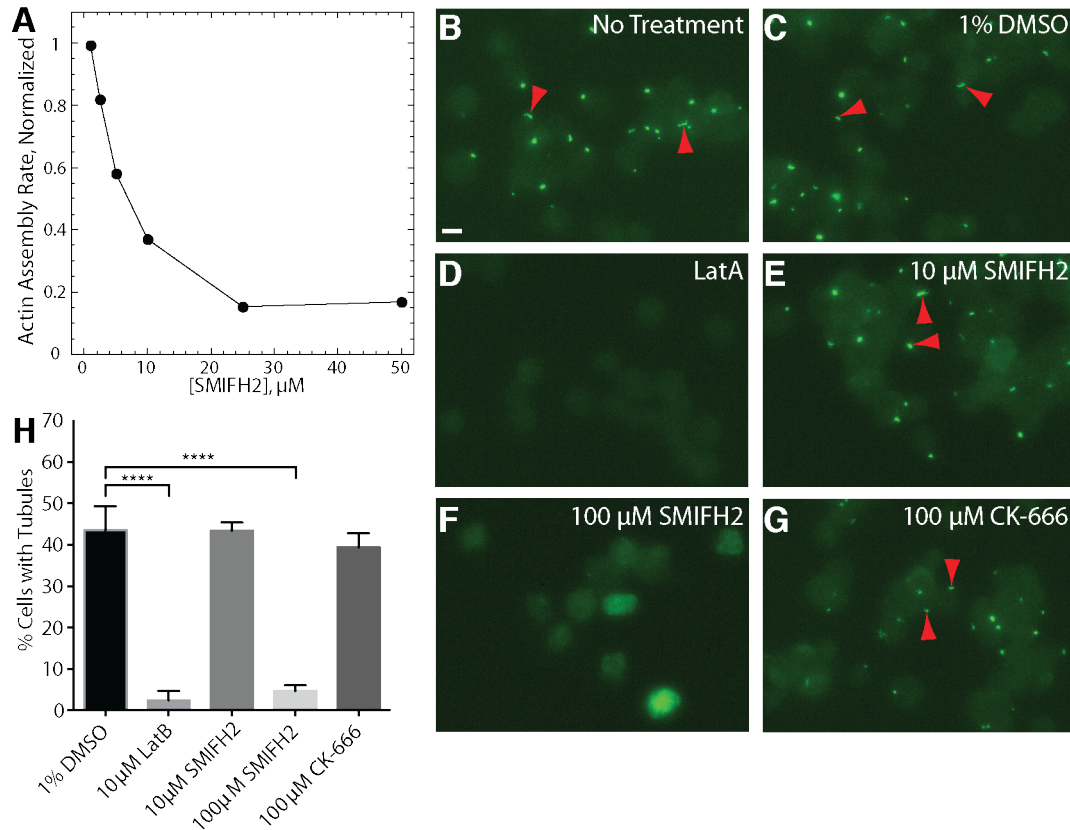 A
Actin Assembly Rate, Normalized
1
0.8
0.6
0.4
0.2
0
0
10
20
30
40
50
[SMIFH2], μM
B
No Treatment
C
1% DMSO
D
LatA
E
10 μM SMIFH2
F
100 μM SMIFH2
G
100 μM CK-666
H
% Cells with Tubules
70
60
50
40
30
20
10
0
****
****
1% DMSO
10μM LatB
10μM SMIFH2
100μ M SMIFH2
100 μM CK-666